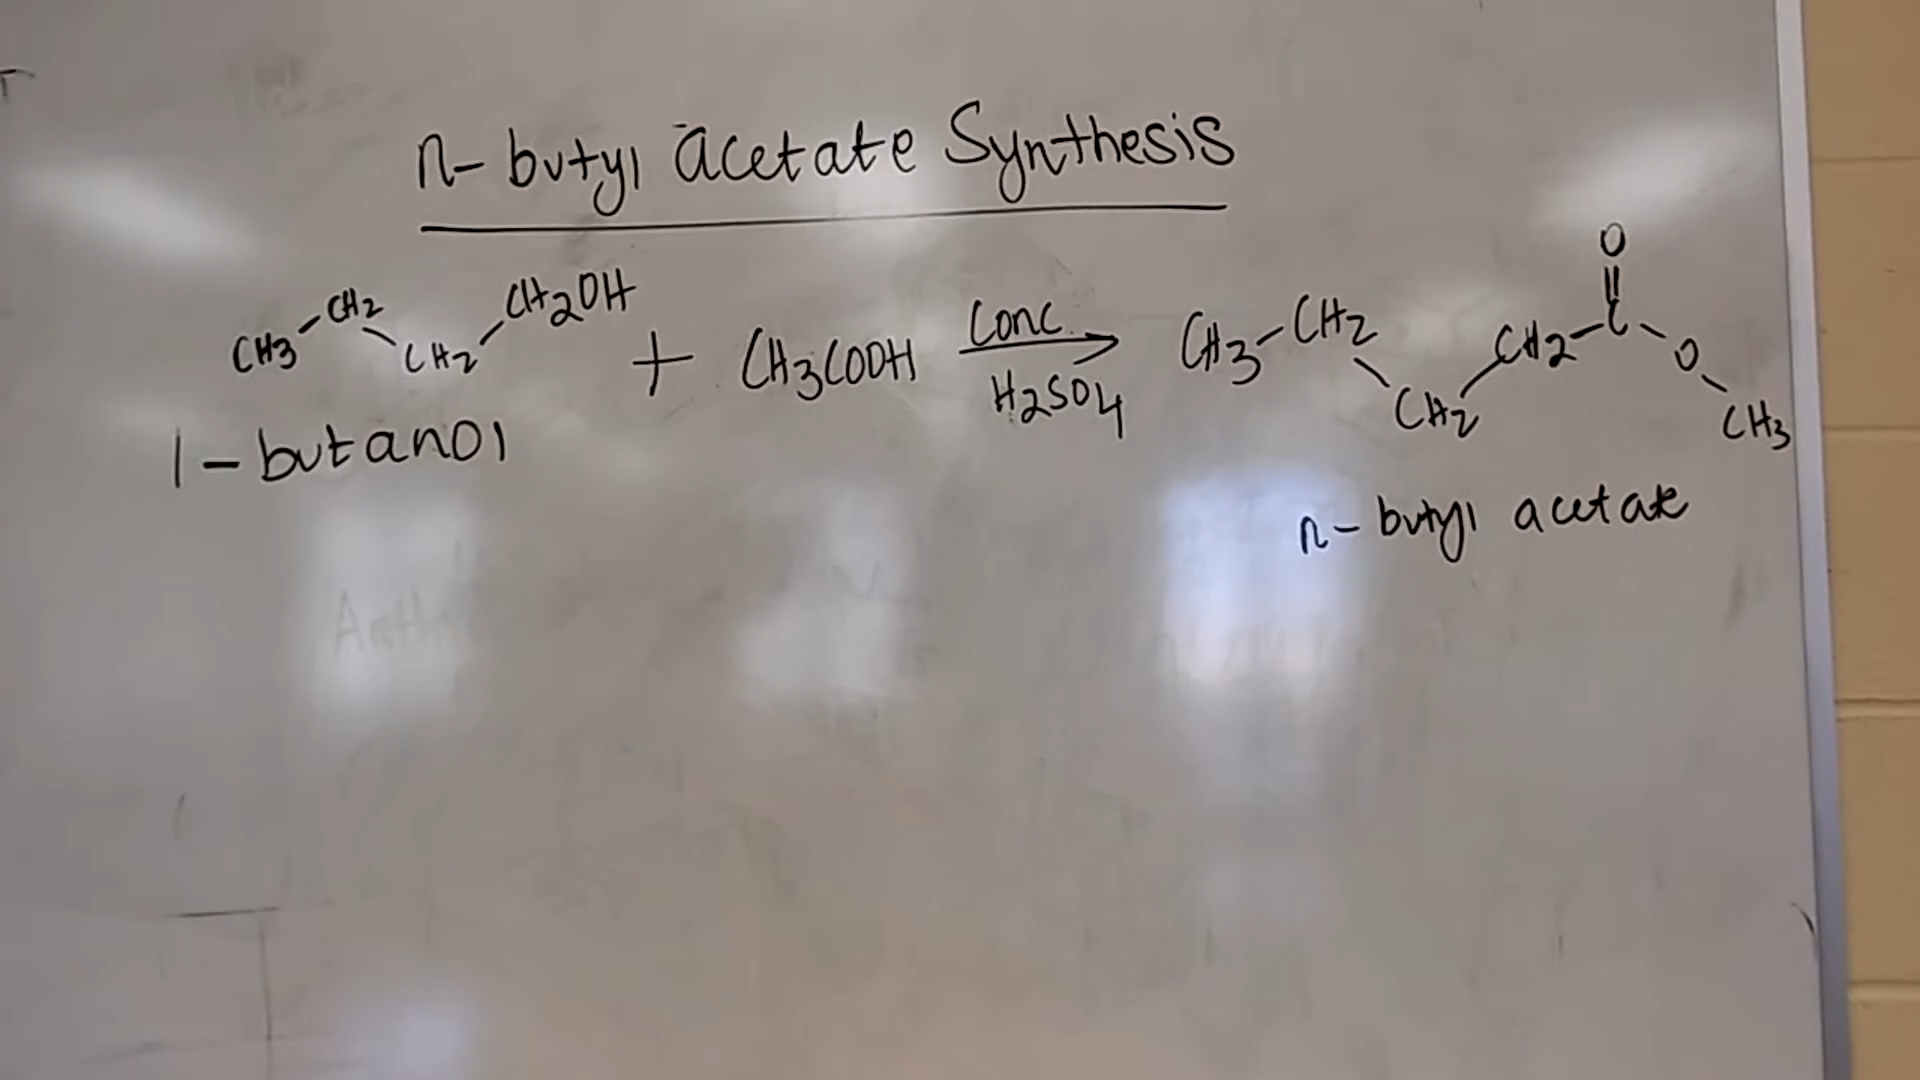 n-butyl acetate Synthesis
CH3-CH2-CH2-CH2OH + CH3COOH Conc. H2SO4 → CH3-CH2-CH2-CH2-C(=O)-O-CH3
1-butanol
n-butyl acetate